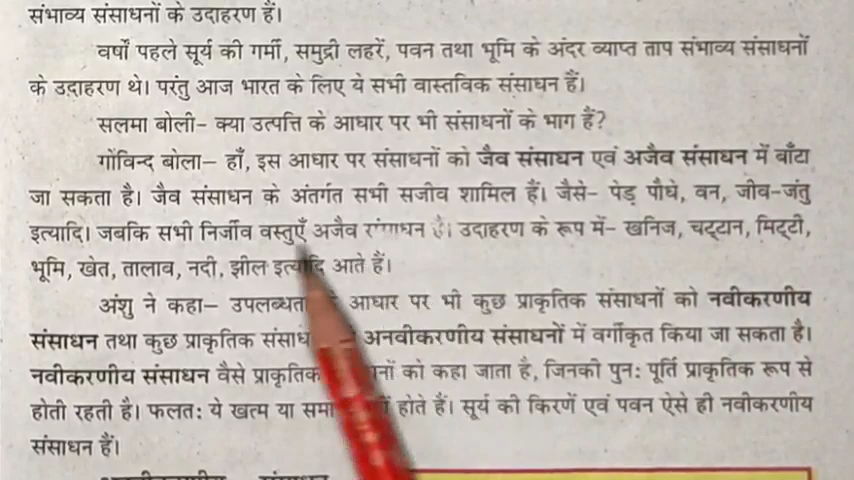 संभाव्य संसाधनों के उदाहरण हैं।
वर्षों पहले सूर्य की गर्मी, समुद्री लहरें, पवन तथा भूमि के अंदर व्याप्त ताप संभाव्य संसाधनों
के उदाहरण थे। परंतु आज भारत के लिए ये सभी वास्तविक संसाधन हैं।
सलमा बोली– क्या उत्पत्ति के आधार पर भी संसाधनों के भाग हैं?
गोविन्द बोला– हाँ, इस आधार पर संसाधनों को जैव संसाधन एवं अजैव संसाधन में बाँटा
जा सकता है। जैव संसाधन के अंतर्गत सभी सजीव शामिल हैं। जैसे– पेड़ पौधे, वन, जीव-जंतु
इत्यादि। जबकि सभी निर्जीव वस्तुएँ अजैव उदाहरण के रूप में– खनिज, चट्टान, मिट्टी,
भूमि, खेत, तालाब, नदी, झील इत्यादि आते हैं।
अंशु ने कहा– आधार पर भी कुछ प्राकृतिक संसाधनों को नवीकरणीय
संसाधन तथा कुछ प्राकृतिक अनवीकरणीय संसाधनों में वर्गीकृत किया जा सकता है।
नवीकरणीय संसाधन वैसे प्राकृतिक को कहा जाता है, जिनकी पुनः पूर्ति प्राकृतिक रूप से
होती रहती है। फलतः ये खत्म या होते हैं। सूर्य की किरणें एवं पवन ऐसे ही नवीकरणीय
संसाधन हैं।